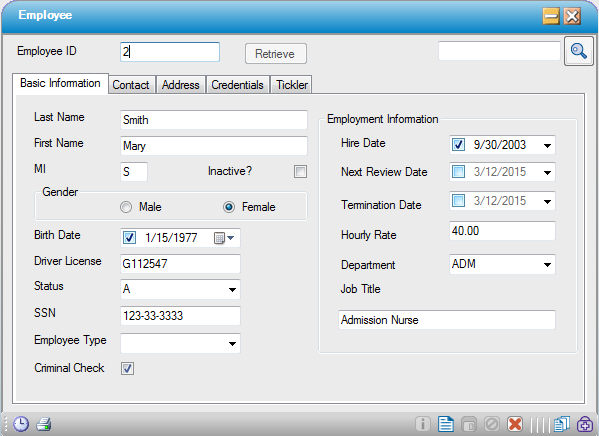 Employee
Employee ID 2 Retrieve
Basic Information Contact Address Credentials Tickler
Last Name Smith
First Name Mary
MI S Inactive?
Gender
Male Female
Birth Date 1/15/1977
Driver License G112547
Status A
SSN 123-33-3333
Employee Type
Criminal Check
Employment Information
Hire Date 9/30/2003
Next Review Date 3/12/2015
Termination Date 3/12/2015
Hourly Rate 40.00
Department ADM
Job Title
Admission Nurse